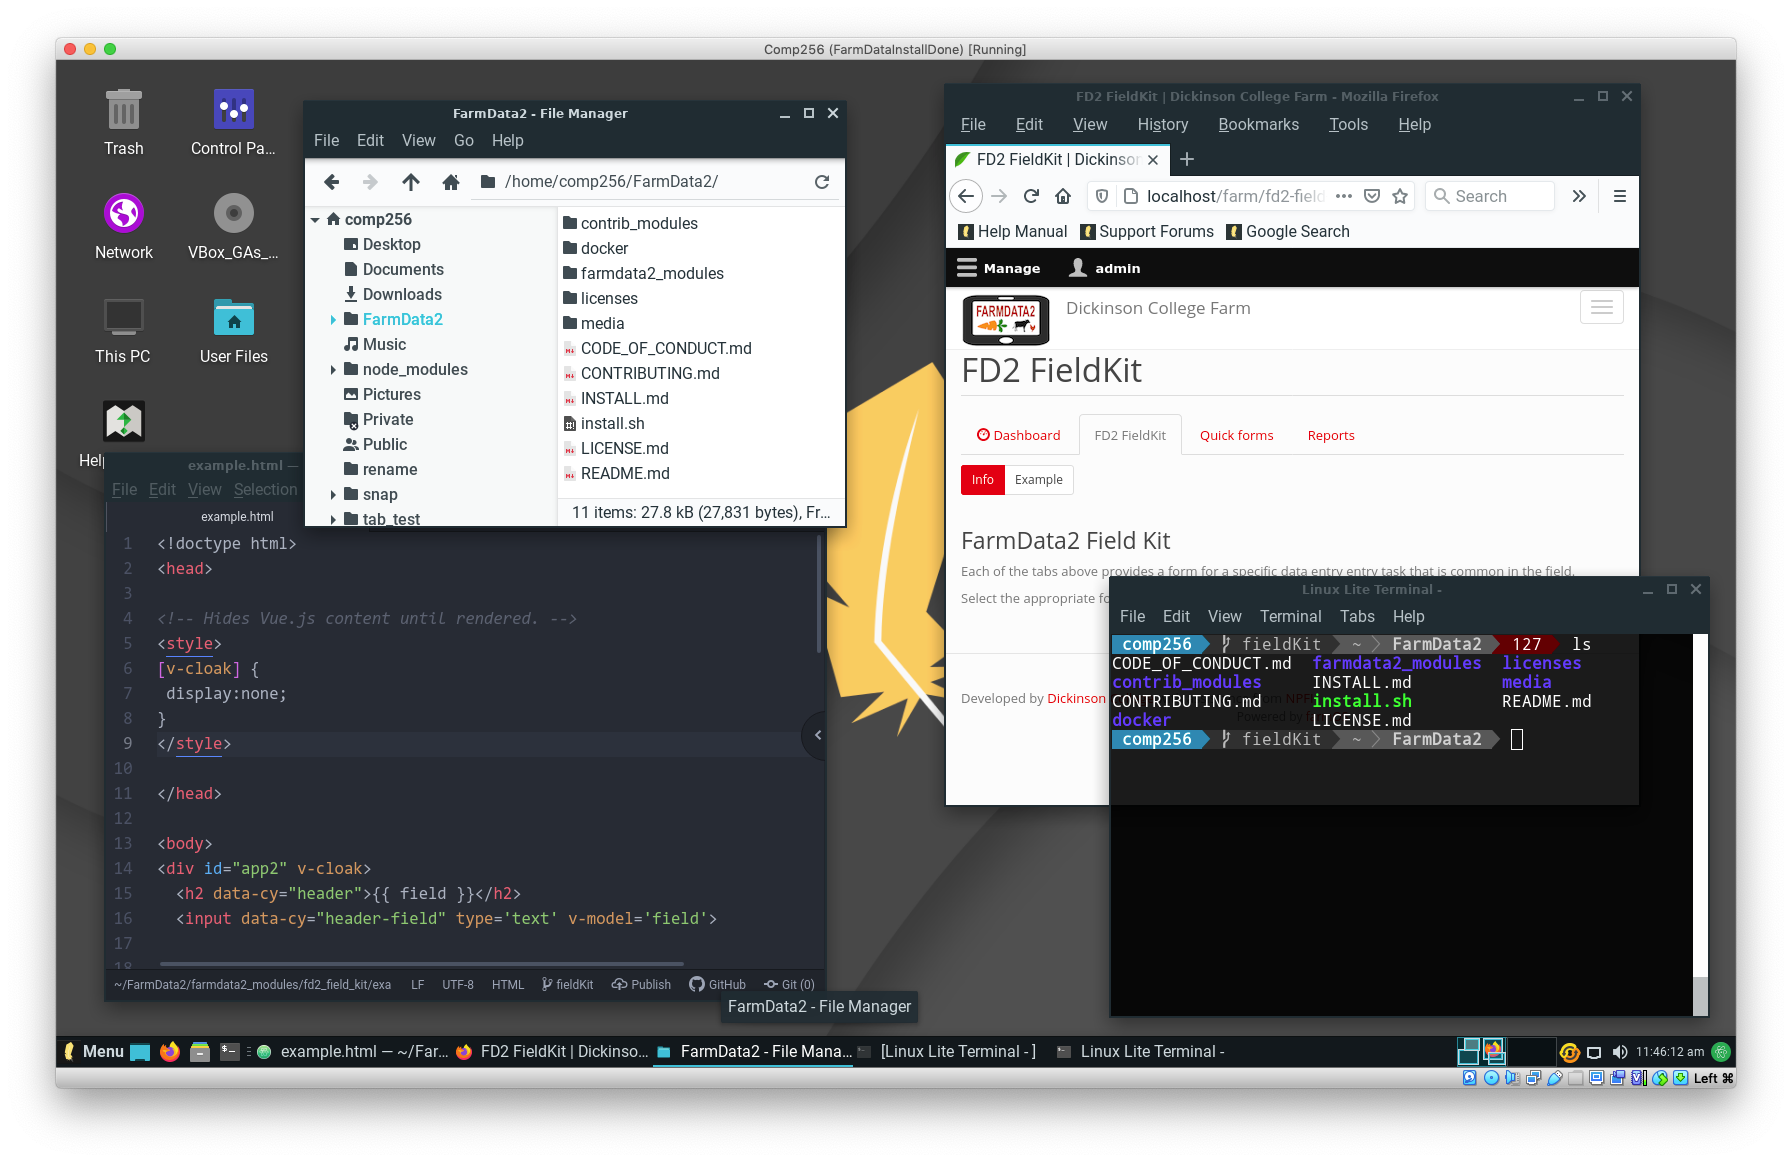 Comp256 (FarmDataInstallDone) [Running]
Trash
Control Pa...
Network
VBox_GAs_...
This PC
User Files
Help
FarmData2 - File Manager
File Edit View Go Help
/home/comp256/FarmData2/
comp256
Desktop
Documents
Downloads
FarmData2
Music
node_modules
Pictures
Private
Public
rename
snap
tab_test
contrib_modules
docker
farmdata2_modules
licenses
media
CODE_OF_CONDUCT.md
CONTRIBUTING.md
INSTALL.md
install.sh
LICENSE.md
README.md
11 items: 27.8 kB (27,831 bytes), Fr...
example.html —
File Edit View Selection
example.html
1 <!doctype html>
2 <head>
3
4 <!-- Hides Vue.js content until rendered. -->
5 <style>
6 [v-cloak] {
7 display:none;
8 }
9 </style>
10
11 </head>
12
13 <body>
14 <div id="app2" v-cloak>
15 <h2 data-cy="header">{{ field }}</h2>
16 <input data-cy="header-field" type='text' v-model='field'>
17
18
~/FarmData2/farmdata2_modules/fd2_field_kit/exa LF UTF-8 HTML fieldKit Publish GitHub Git (0)
FarmData2 - File Manager
FD2 FieldKit | Dickinson College Farm - Mozilla Firefox
File Edit View History Bookmarks Tools Help
FD2 FieldKit | Dickinson
localhost/farm/fd2-field
Search
Help Manual Support Forums Google Search
Manage admin
FARMDATA2
Dickinson College Farm
FD2 FieldKit
Dashboard FD2 FieldKit Quick forms Reports
Info Example
FarmData2 Field Kit
Each of the tabs above provides a form for a specific data entry entry task that is common in the field.
Select the appropriate fo
Developed by Dickinson
Powered by
Linux Lite Terminal -
File Edit View Terminal Tabs Help
comp256 fieldKit ~ FarmData2 127 ls
CODE_OF_CONDUCT.md farmdata2_modules licenses
contrib_modules INSTALL.md media
CONTRIBUTING.md install.sh README.md
docker LICENSE.md
comp256 fieldKit ~ FarmData2
Menu example.html — ~/Far... FD2 FieldKit | Dickinso... FarmData2 - File Mana... [Linux Lite Terminal - ] Linux Lite Terminal - 11:46:12 am
Left ⌘